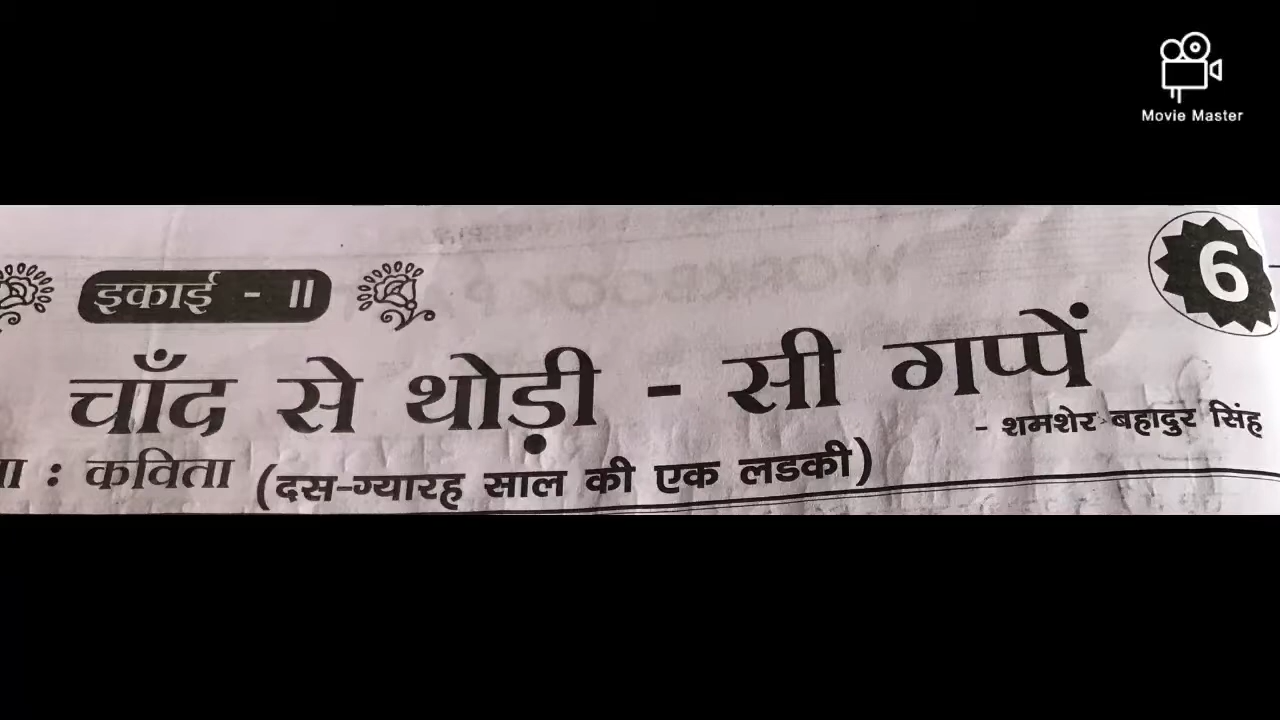 Movie Master
6
इकाई - II
चाँद से थोड़ी - सी गप्पें
- शमशेर बहादुर सिंह
: कविता (दस-ग्यारह साल की एक लडकी)